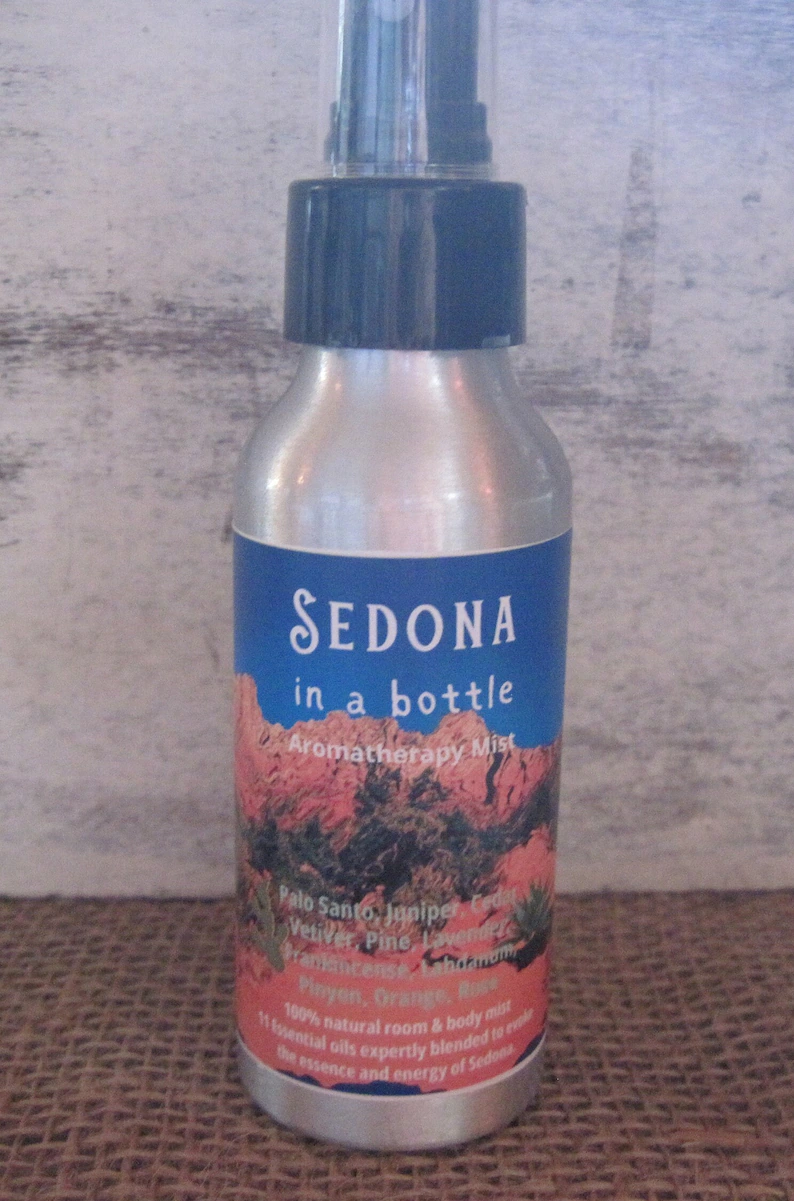 SEDONA
in a bottle
Aromatherapy Mist
Palo Santo, Juniper, Cedar
Vetiver, Pine, Lavender,
Frankincense, Labdanum,
Pinyon, Orange, Rose
100% natural room & body mist
11 Essential oils expertly blended to evoke
the essence and energy of Sedona.